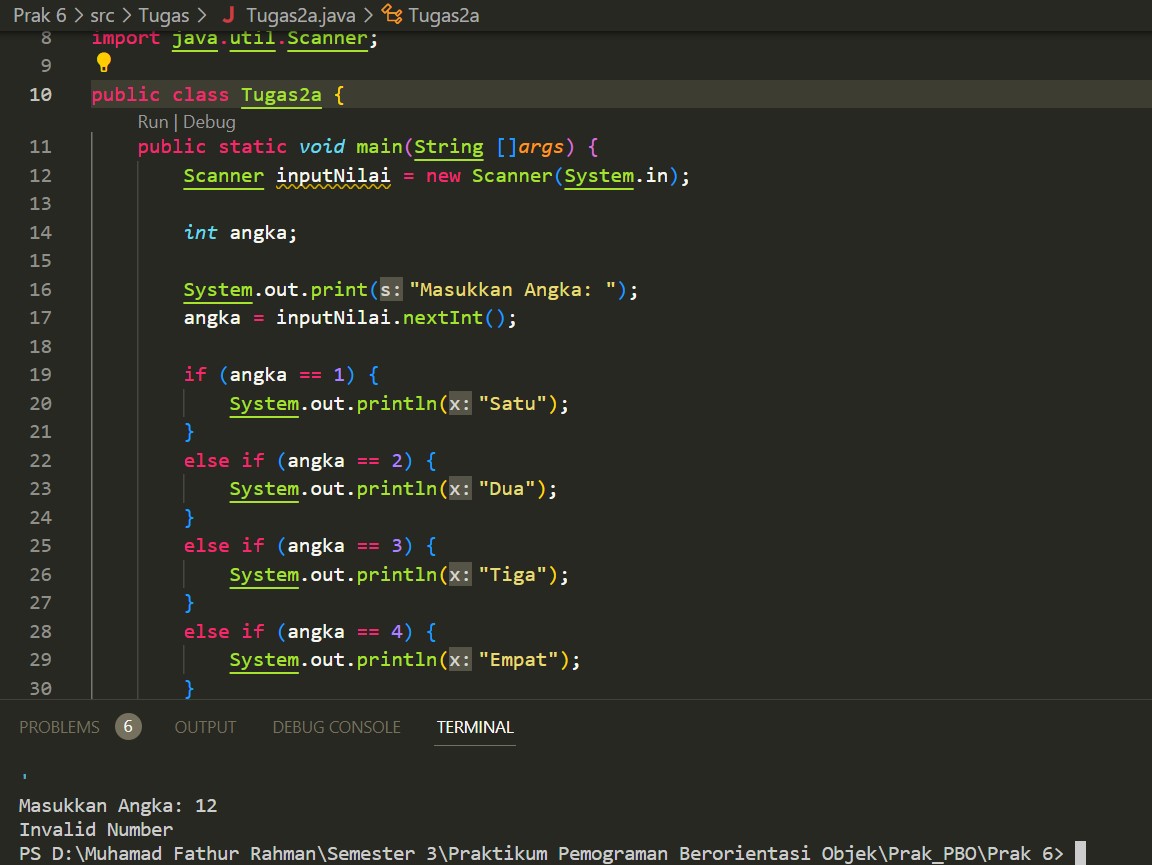 Prak 6 > src > Tugas > J Tugas2a.java > Tugas2a
8 import java.util.Scanner;
9
10 public class Tugas2a {
Run | Debug
11 public static void main(String []args) {
12 Scanner inputNilai = new Scanner(System.in);
13
14 int angka;
15
16 System.out.print(s: "Masukkan Angka: ");
17 angka = inputNilai.nextInt();
18
19 if (angka == 1) {
20 System.out.println(x: "Satu");
21 }
22 else if (angka == 2) {
23 System.out.println(x: "Dua");
24 }
25 else if (angka == 3) {
26 System.out.println(x: "Tiga");
27 }
28 else if (angka == 4) {
29 System.out.println(x: "Empat");
30 }
PROBLEMS 6 OUTPUT DEBUG CONSOLE TERMINAL
'
Masukkan Angka: 12
Invalid Number
PS D:\Muhamad Fathur Rahman\Semester 3\Praktikum Pemograman Berorientasi Objek\Prak_PBO\Prak 6>